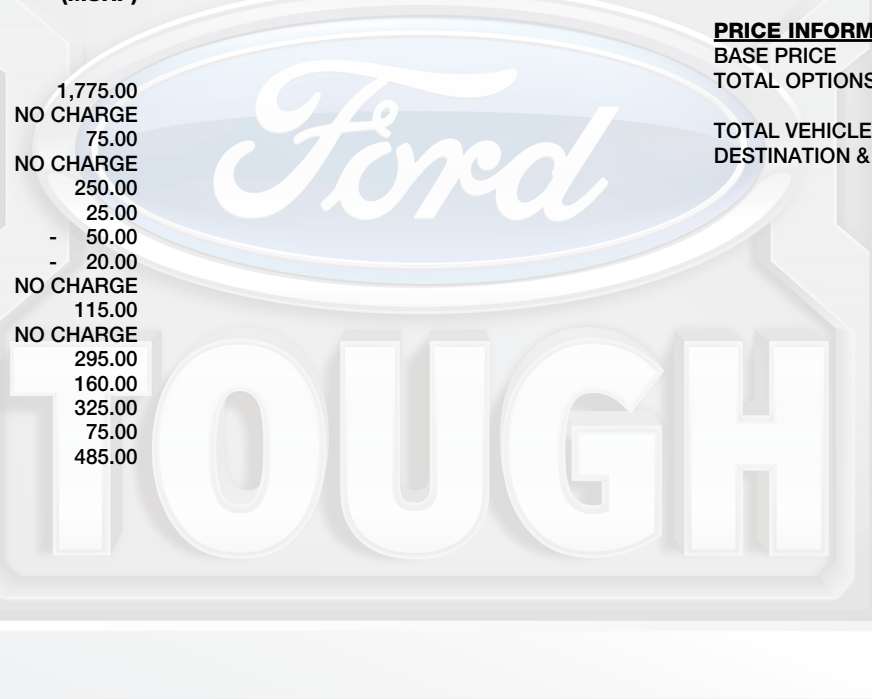 1,775.00
NO CHARGE
75.00
NO CHARGE
250.00
25.00
- 50.00
- 20.00
NO CHARGE
115.00
NO CHARGE
295.00
160.00
325.00
75.00
485.00
PRICE INFORM
BASE PRICE
TOTAL OPTIONS
TOTAL VEHICLE
DESTINATION &
Ford
TOUGH